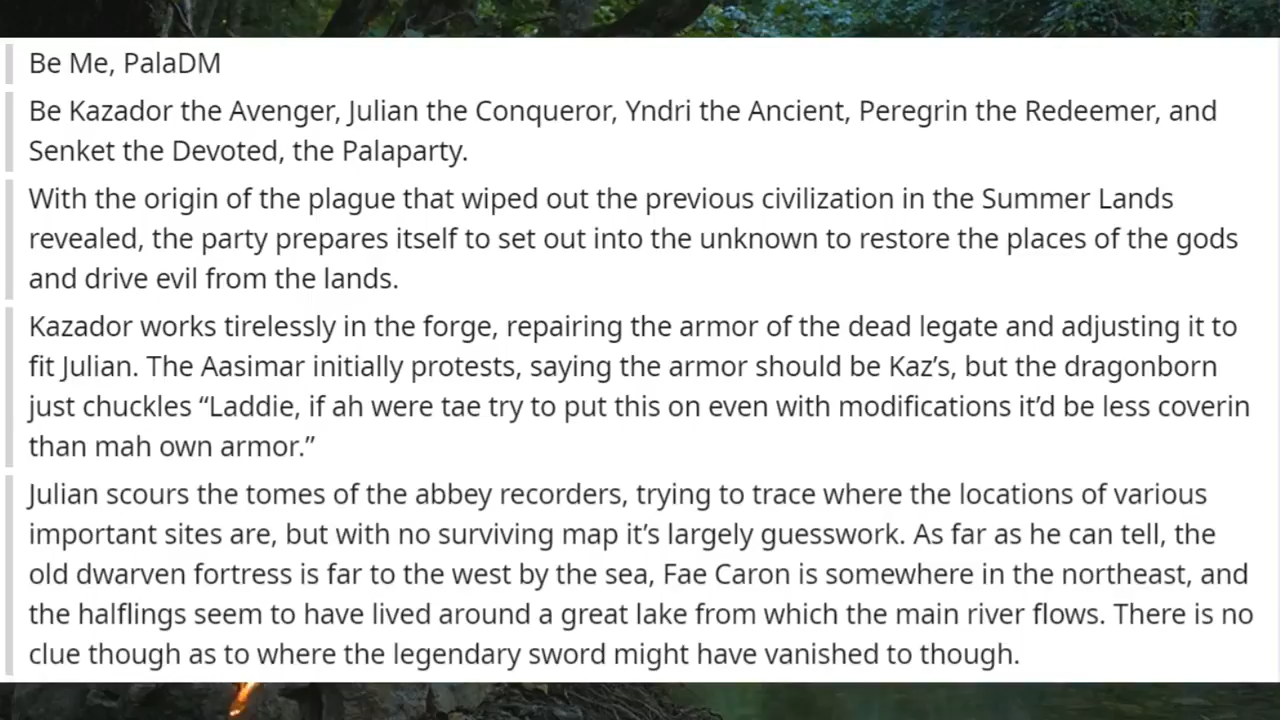 Be Me, PalaDM
Be Kazador the Avenger, Julian the Conqueror, Yndri the Ancient, Peregrin the Redeemer, and
Senket the Devoted, the Palaparty.
With the origin of the plague that wiped out the previous civilization in the Summer Lands
revealed, the party prepares itself to set out into the unknown to restore the places of the gods
and drive evil from the lands.
Kazador works tirelessly in the forge, repairing the armor of the dead legate and adjusting it to
fit Julian. The Aasimar initially protests, saying the armor should be Kaz’s, but the dragonborn
just chuckles “Laddie, if ah were tae try to put this on even with modifications it’d be less coverin
than mah own armor.”
Julian scours the tomes of the abbey recorders, trying to trace where the locations of various
important sites are, but with no surviving map it’s largely guesswork. As far as he can tell, the
old dwarven fortress is far to the west by the sea, Fae Caron is somewhere in the northeast, and
the halflings seem to have lived around a great lake from which the main river flows. There is no
clue though as to where the legendary sword might have vanished to though.